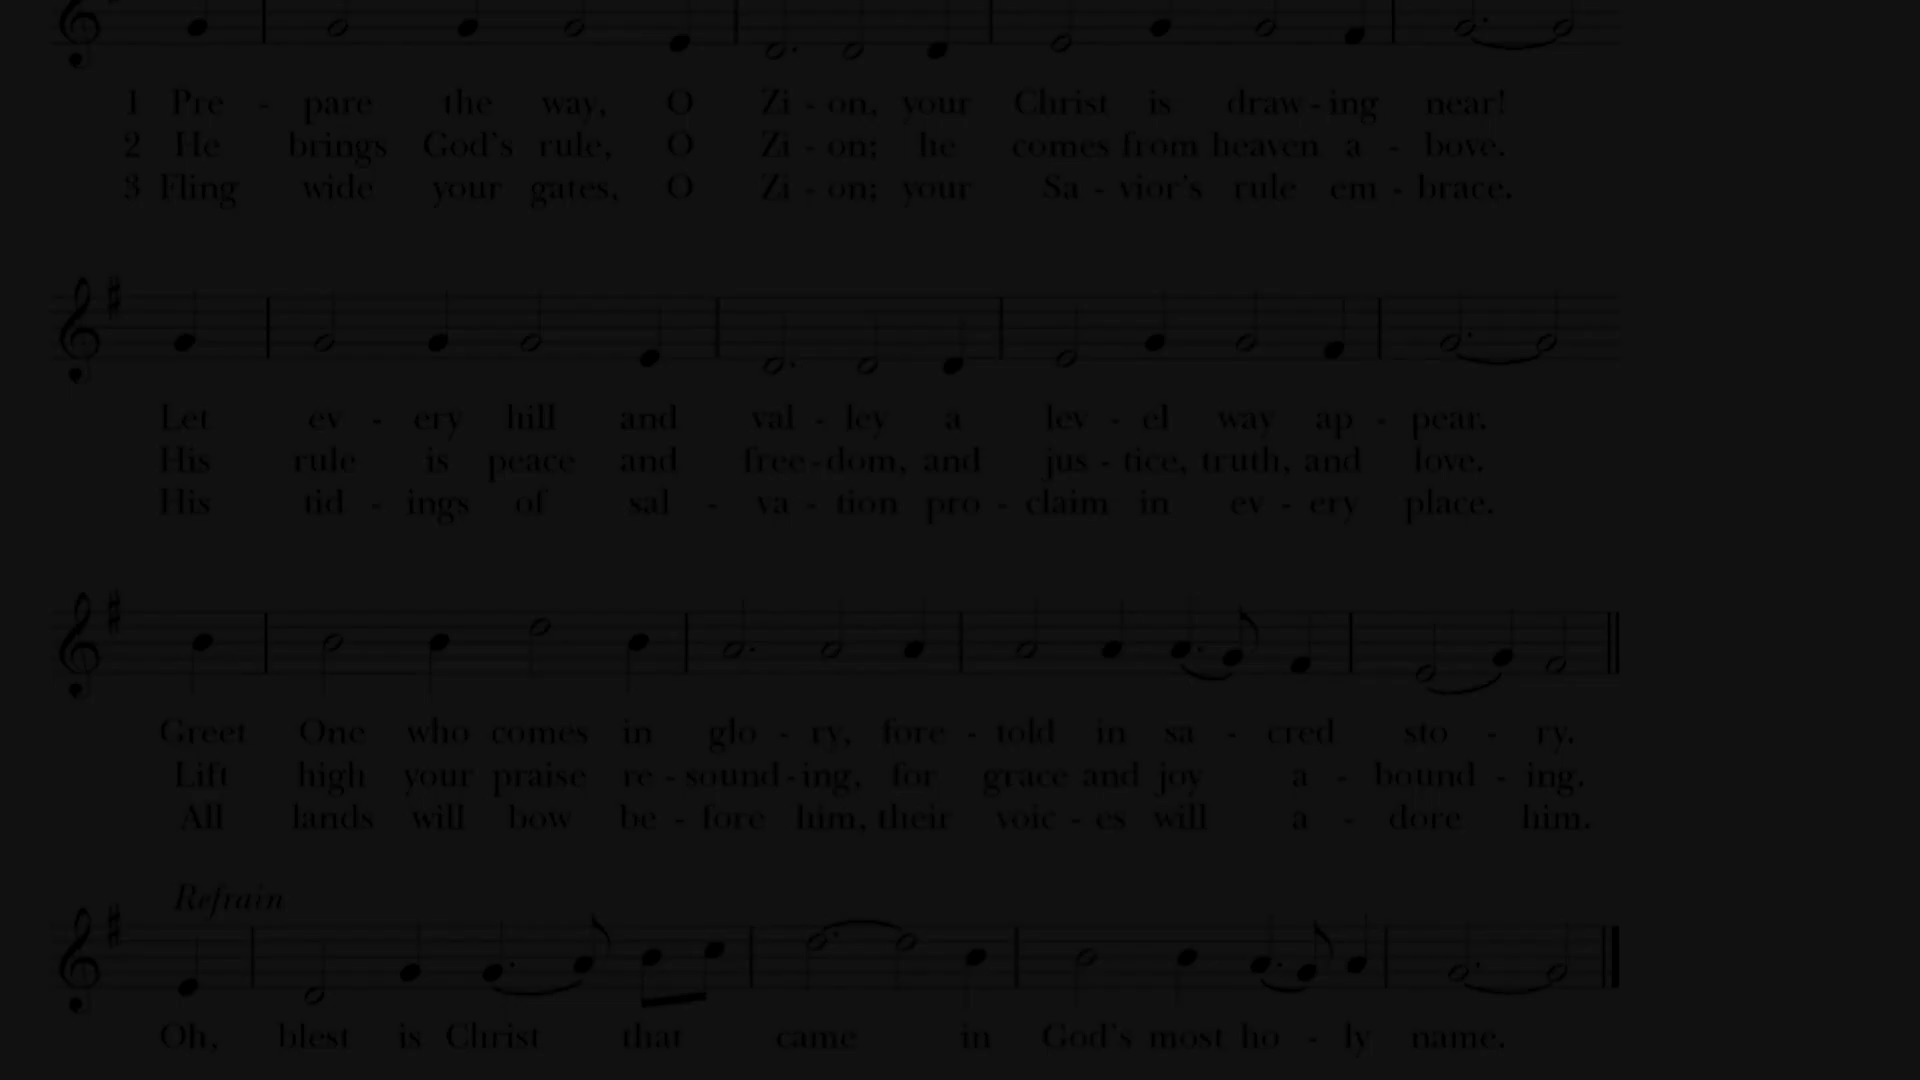 1 Pre - pare the way, O Zi - on, your Christ is draw - ing near!
2 He brings God's rule, O Zi - on; he comes from heaven a - bove.
3 Fling wide your gates, O Zi - on; your Sa - vior's rule em - brace.
Let ev - ery hill and val - ley a lev - el way ap - pear.
His rule is peace and free - dom, and jus - tice, truth, and love.
His tid - ings of sal - va - tion pro - claim in ev - ery place.
Greet One who comes in glo - ry, fore - told in sa - cred sto - ry.
Lift high your praise re - sound - ing, for grace and joy a - bound - ing.
All lands will bow be - fore him, their voic - es will a - dore him.
Refrain
Oh, blest is Christ that came in God's most ho - ly name.